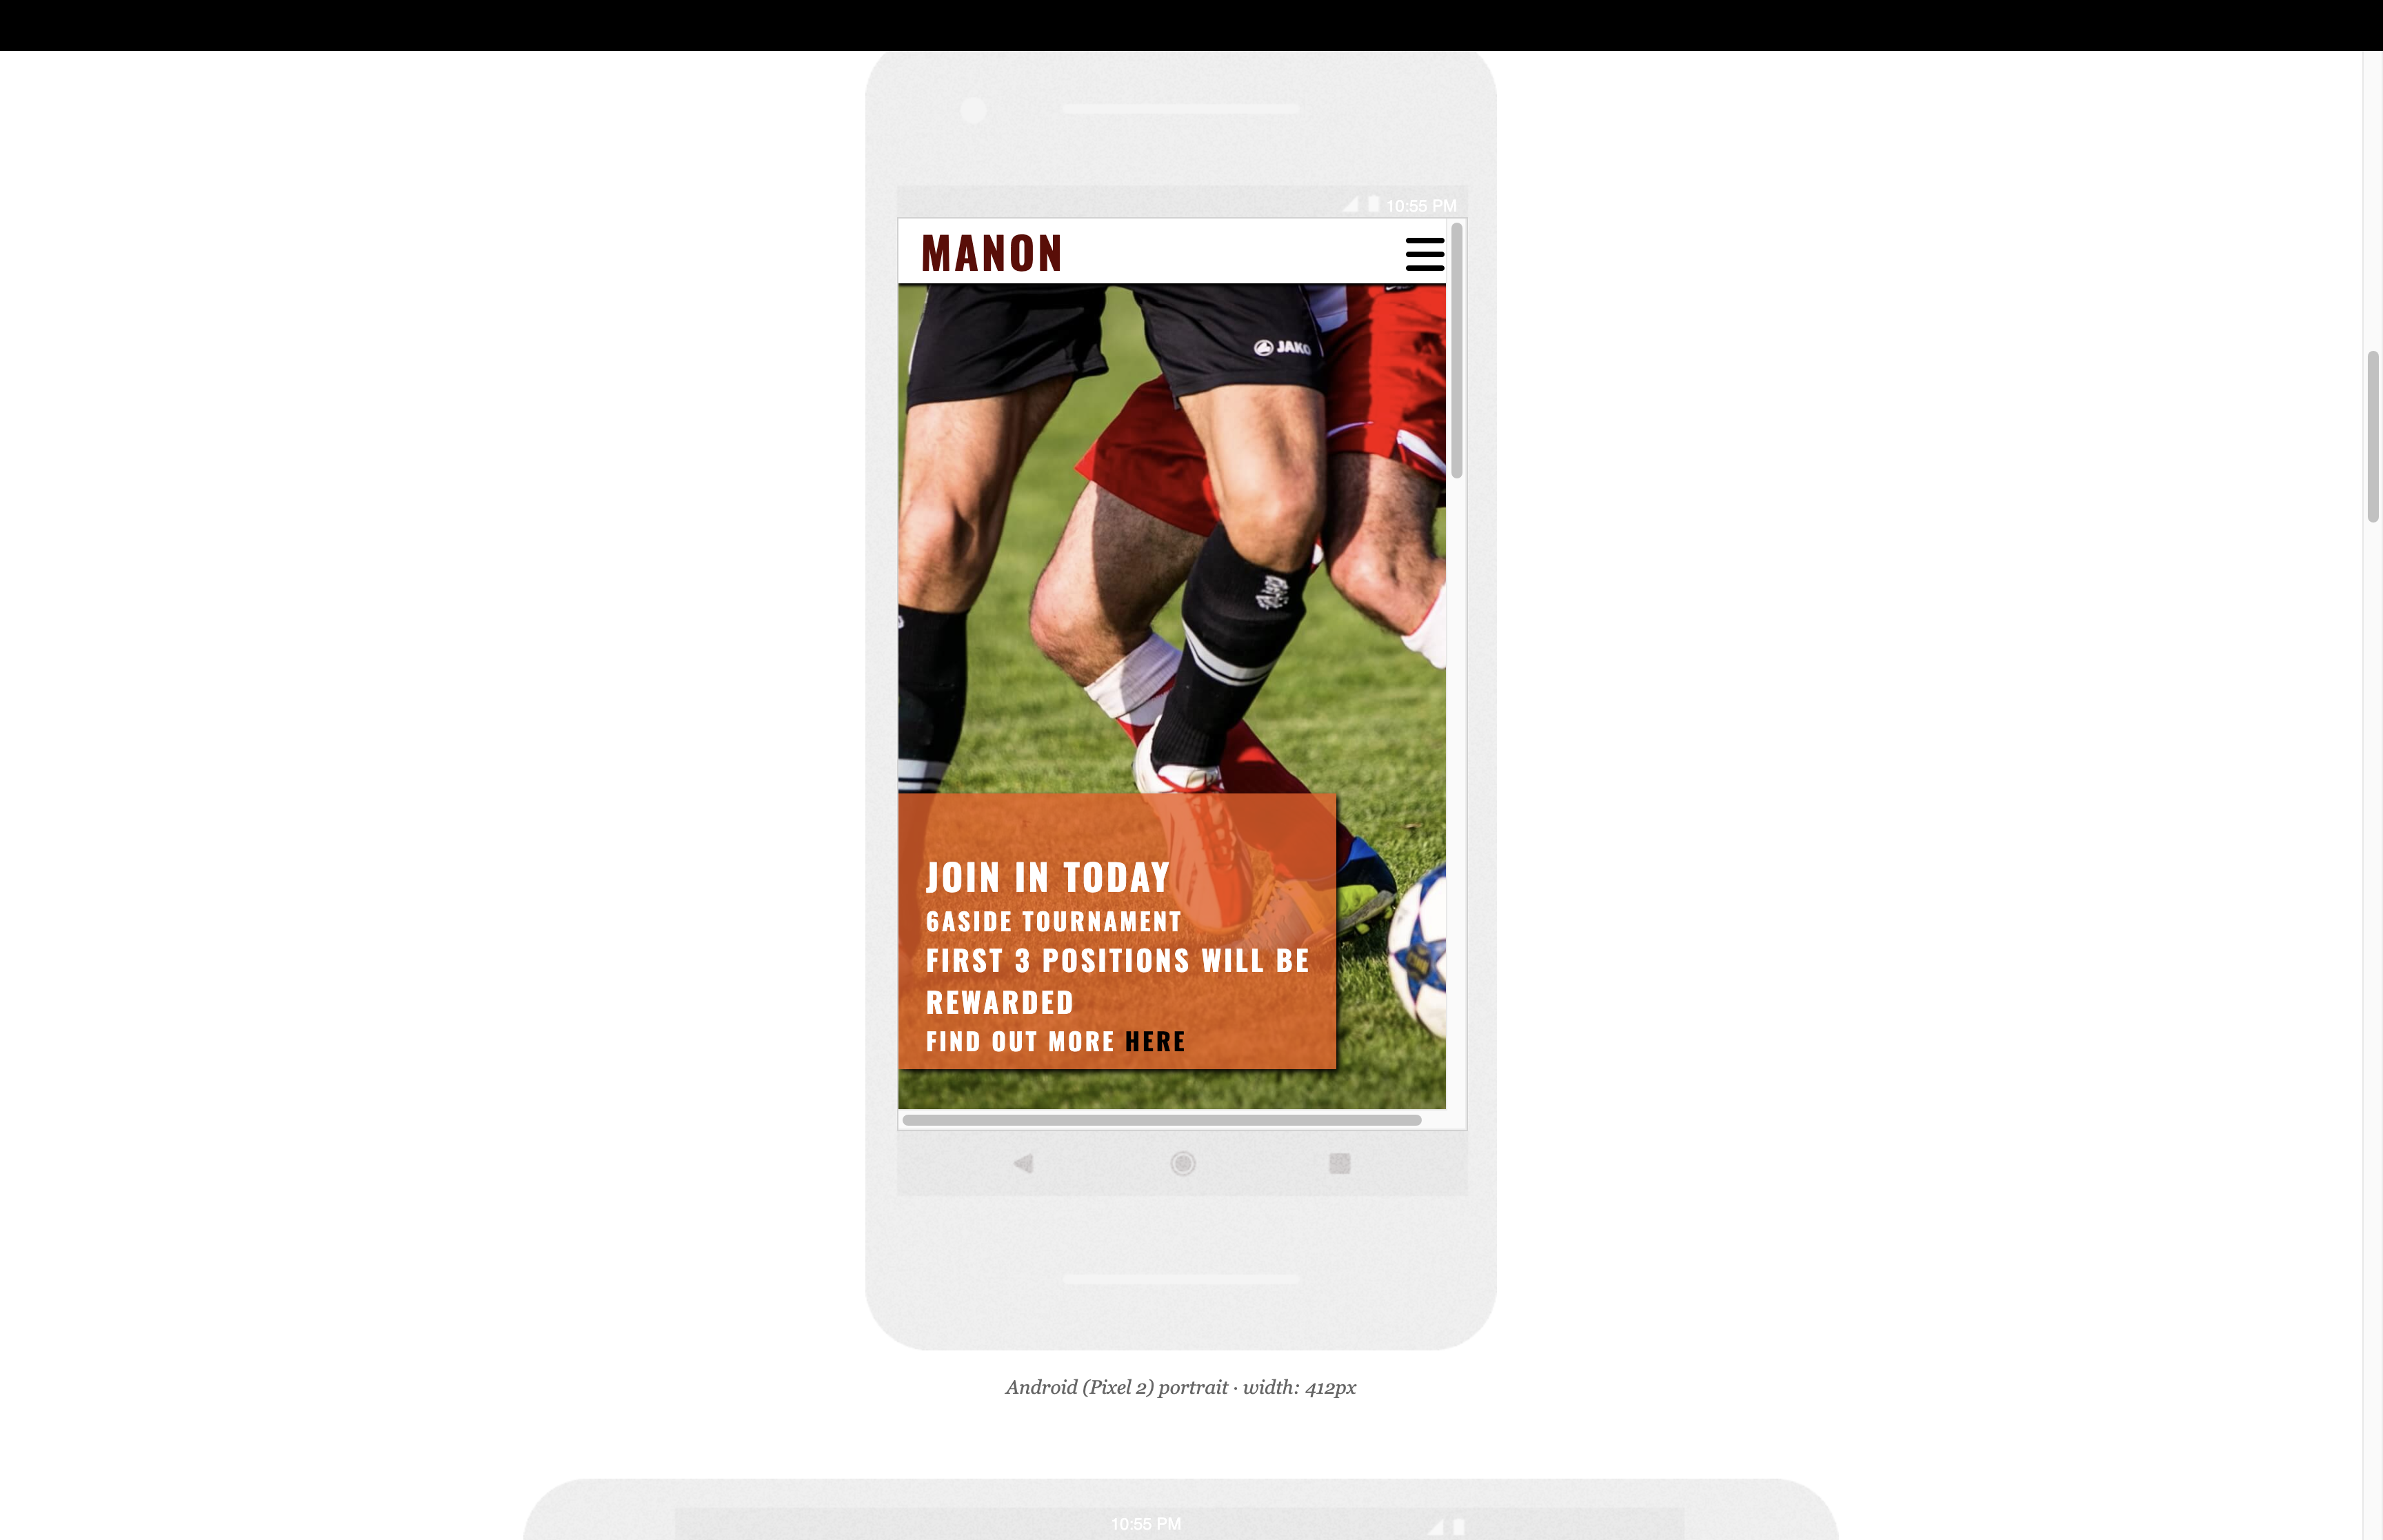 10:55 PM
MANON
JAKO
JOIN IN TODAY
6ASIDE TOURNAMENT
FIRST 3 POSITIONS WILL BE
REWARDED
FIND OUT MORE HERE
Android (Pixel 2) portrait · width: 412px
10:55 PM